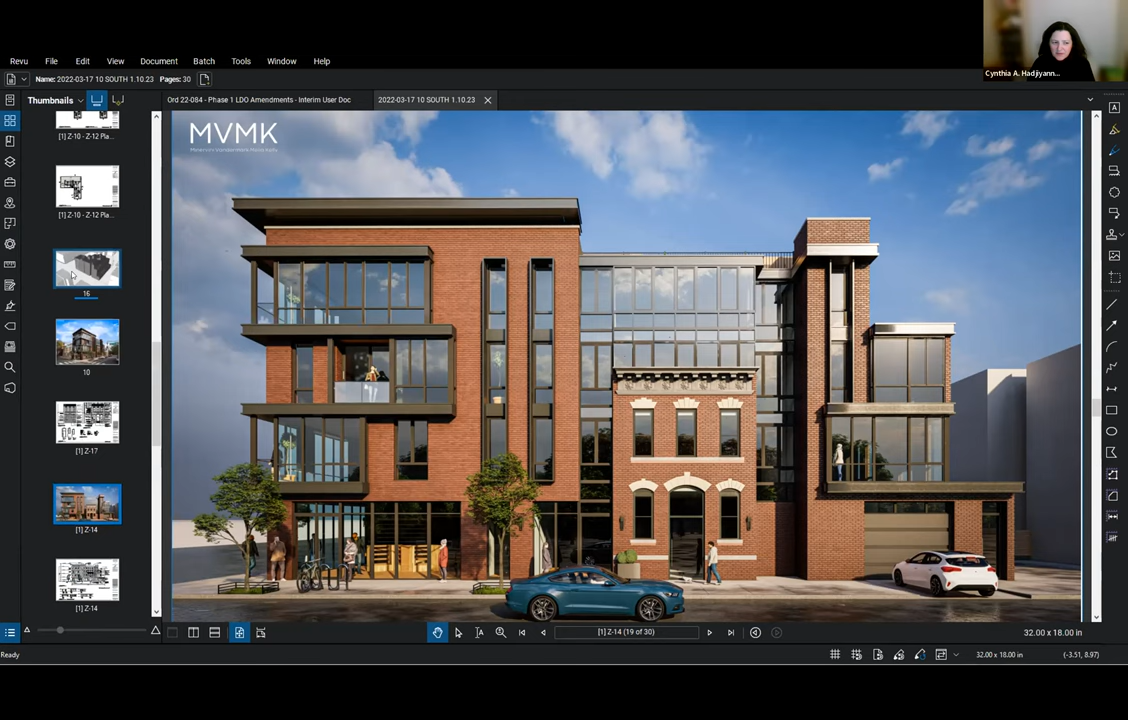 Cynthia A. Hadjiyann...
Revu File Edit View Document Batch Tools Window Help
Name: 2022-03-17 10 SOUTH 1.10.23 Pages: 30
Thumbnails
Ord 22-084 - Phase 1 LDO Amendments - Interim User Doc
2022-03-17 10 SOUTH 1.10.23
MVMK
[1] Z-10 - Z-12 Pla...
[1] Z-10 - Z-12 Pla...
16
10
[1] Z-17
[1] Z-14
[1] Z-14
[1] Z-14 (19 of 30)
32.00 x 18.00 in
Ready
32.00 x 18.00 in
(-3.51, 8.97)